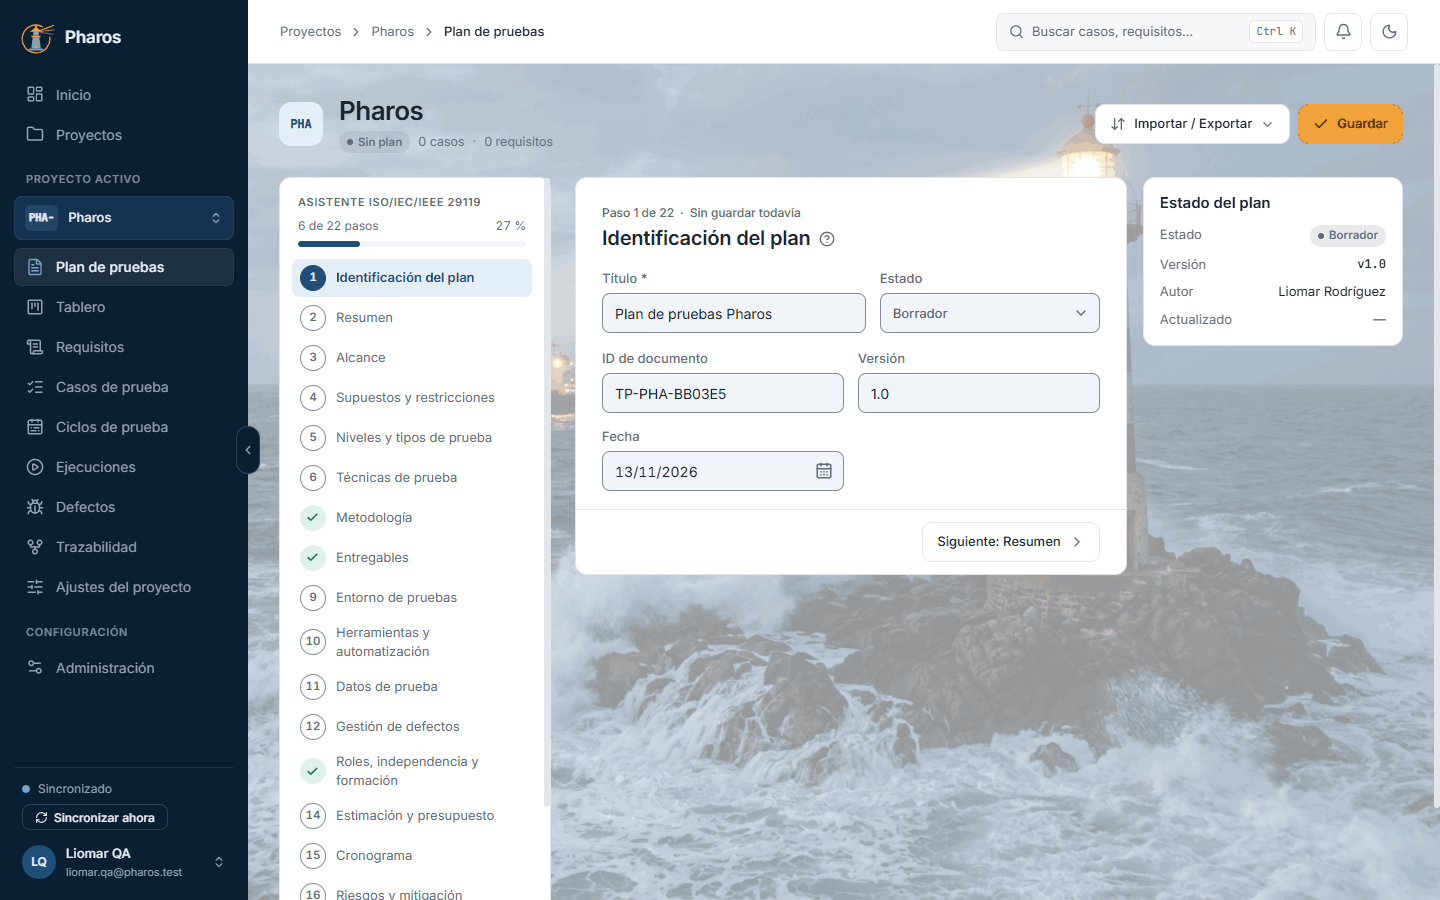 Pharos
Inicio
Proyectos
PROYECTO ACTIVO
PHA- Pharos
Plan de pruebas
Tablero
Requisitos
Casos de prueba
Ciclos de prueba
Ejecuciones
Defectos
Trazabilidad
Ajustes del proyecto
CONFIGURACIÓN
Administración
Sincronizado
Sincronizar ahora
LQ Liomar QA
liomar.qa@pharos.test
Proyectos > Pharos > Plan de pruebas
Buscar casos, requisitos... Ctrl K
PHA Pharos
Sin plan 0 casos · 0 requisitos
Importar / Exportar
Guardar
ASISTENTE ISO/IEC/IEEE 29119
6 de 22 pasos 27 %
1 Identificación del plan
2 Resumen
3 Alcance
4 Supuestos y restricciones
5 Niveles y tipos de prueba
6 Técnicas de prueba
Metodología
Entregables
9 Entorno de pruebas
10 Herramientas y
automatización
11 Datos de prueba
12 Gestión de defectos
Roles, independencia y
formación
14 Estimación y presupuesto
15 Cronograma
16 Riesgos y mitigación
Paso 1 de 22 · Sin guardar todavía
Identificación del plan
Título * Estado
Plan de pruebas Pharos Borrador
ID de documento Versión
TP-PHA-BB03E5 1.0
Fecha
13/11/2026
Siguiente: Resumen
Estado del plan
Estado Borrador
Versión v1.0
Autor Liomar Rodríguez
Actualizado —